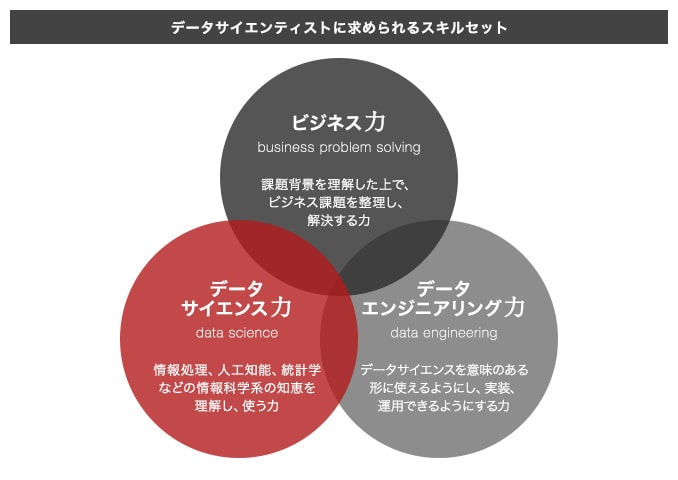 データサイエンティストに求められるスキルセット
ビジネス力
business problem solving
課題背景を理解した上で、
ビジネス課題を整理し、
解決する力
データ
サイエンス力
data science
情報処理、人工知能、統計学
などの情報科学系の知恵を
理解し、使う力
データ
エンジニアリング力
data engineering
データサイエンスを意味のある
形に使えるようにし、実装、
運用できるようにする力